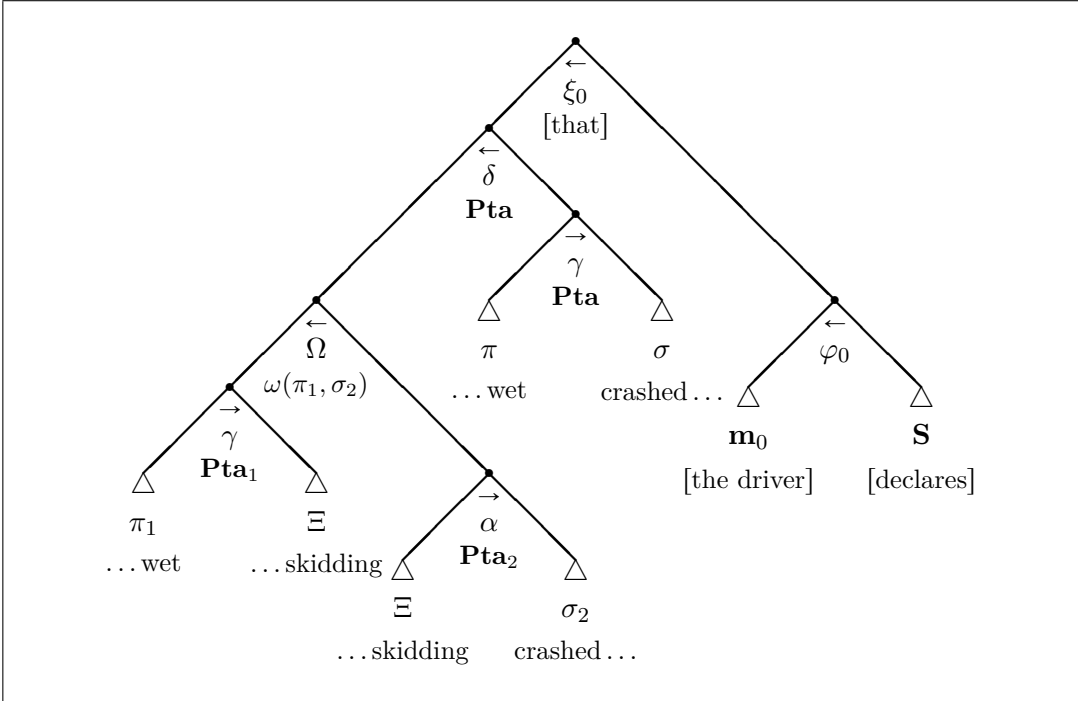 ←
ξ₀
[that]
←
δ
Pta
→
γ
Pta
← ←
Ω φ₀
π σ
ω(π₁, σ₂) …wet crashed…
→
γ m₀ S
Pta₁ [the driver] [declares]
→
π₁ Ξ α
…wet …skidding Pta₂
Ξ σ₂
…skidding crashed…